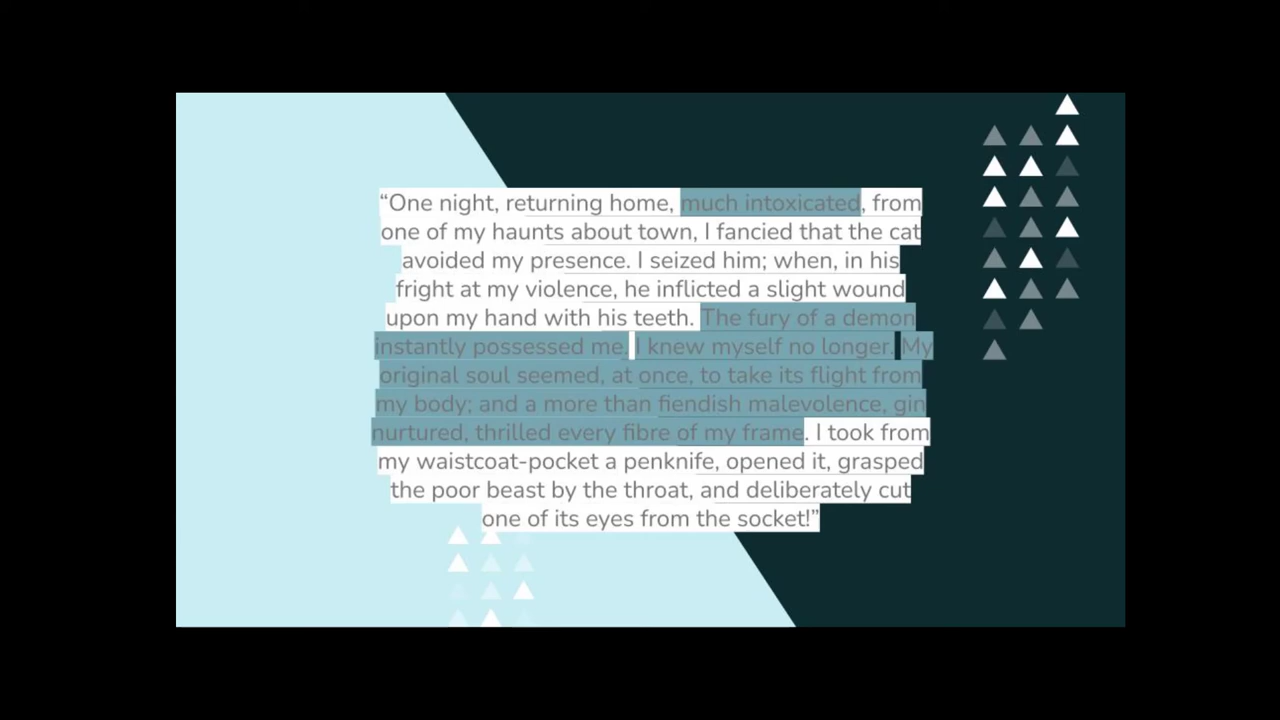 “One night, returning home, much intoxicated, from
one of my haunts about town, I fancied that the cat
avoided my presence. I seized him; when, in his
fright at my violence, he inflicted a slight wound
upon my hand with his teeth. The fury of a demon
instantly possessed me. I knew myself no longer. My
original soul seemed, at once, to take its flight from
my body; and a more than fiendish malevolence, gin
nurtured, thrilled every fibre of my frame. I took from
my waistcoat-pocket a penknife, opened it, grasped
the poor beast by the throat, and deliberately cut
one of its eyes from the socket!”